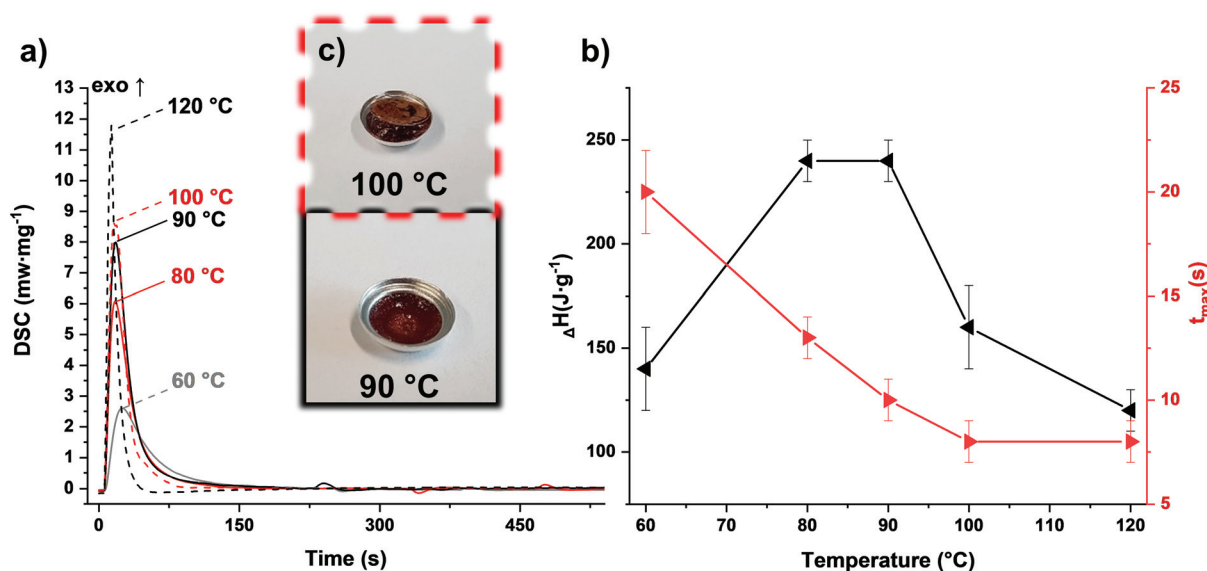 a)
exo ↑
13
12
11
10
9
8
7
6
5
4
3
2
1
0
DSC (mw·mg⁻¹)
120 °C
100 °C
90 °C
80 °C
60 °C
0
150
300
450
Time (s)
c)
100 °C
90 °C
b)
250
200
150
100
ΔH(J·g⁻¹)
60
70
80
90
100
110
120
Temperature (°C)
25
20
15
10
5
tmax(s)